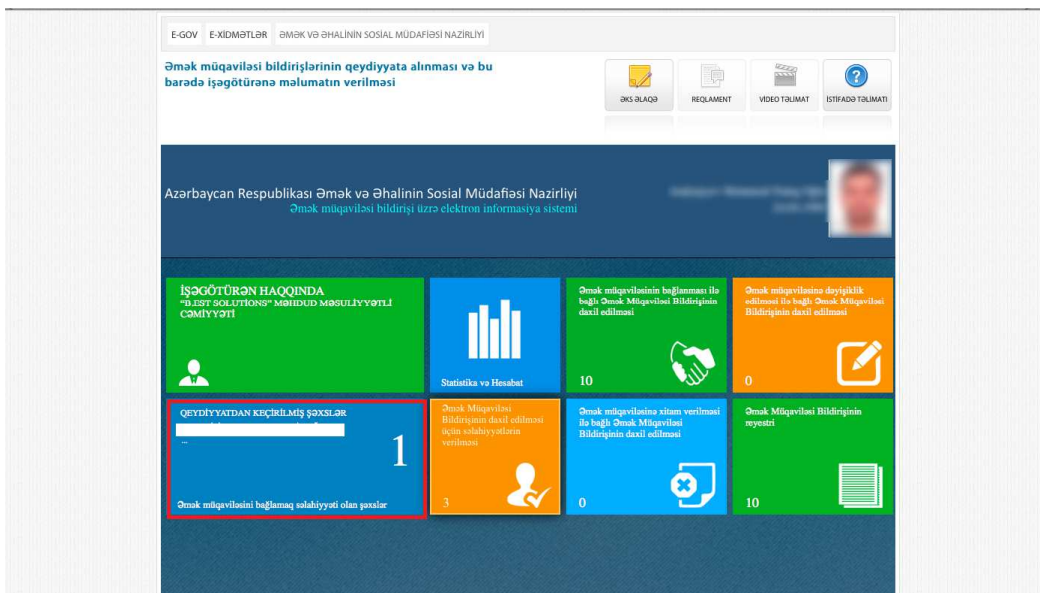 E-GOV E-XİDMƏTLƏR ƏMƏK VƏ ƏHALİNİN SOSİAL MÜDAFİƏSİ NAZİRLİYİ
Əmək müqaviləsi bildirişlərinin qeydiyyata alınması və bu
barədə işəgötürənə məlumatın verilməsi
ƏKS ƏLAQƏ
REQLAMENT
VİDEO TƏLİMAT
İSTİFADƏ TƏLİMATI
Azərbaycan Respublikası Əmək və Əhalinin Sosial Müdafiəsi Nazirliyi
Əmək müqaviləsi bildirişi üzrə elektron informasiya sistemi
İŞƏGÖTÜRƏN HAQQINDA
"B.EST SOLUTİONS" MƏHDUD MƏSULİYYƏTLİ
CƏMİYYƏTİ
Statistika və Hesabat
Əmək müqaviləsinin bağlanması ilə
bağlı Əmək Müqaviləsi Bildirişinin
daxil edilməsi
10
Əmək müqaviləsinə dəyişiklik
edilməsi ilə bağlı Əmək Müqaviləsi
Bildirişinin daxil edilməsi
0
QEYDİYYATDAN KEÇİRİLMİŞ ŞƏXSLƏR
...
1
Əmək müqaviləsini bağlamaq səlahiyyəti olan şəxslər
Əmək Müqaviləsi
Bildirişinin daxil edilməsi
üçün səlahiyyətlərin
verilməsi
3
Əmək müqaviləsinə xitam verilməsi
ilə bağlı Əmək Müqaviləsi
Bildirişinin daxil edilməsi
0
Əmək Müqaviləsi Bildirişinin
reyestri
10